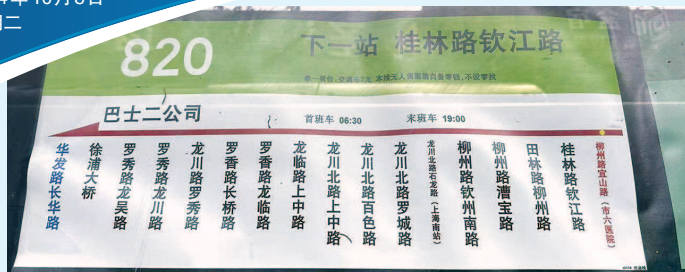 年10月8日
二
820
下一站 桂林路钦江路
巴士二公司
首班车 06:30
末班车 19:00
华发路长华路
徐浦大桥
罗秀路龙吴路
罗秀路龙川路
龙川路罗秀路
罗香路长桥路
罗香路龙临路
龙临路上中路
龙川北路上中路
龙川北路百色路
龙川北路罗城路
龙川北路石龙路(上海南站)
柳州路钦州南路
柳州路漕宝路
田林路柳州路
桂林路钦江路
柳州路宜山路(市六医院)